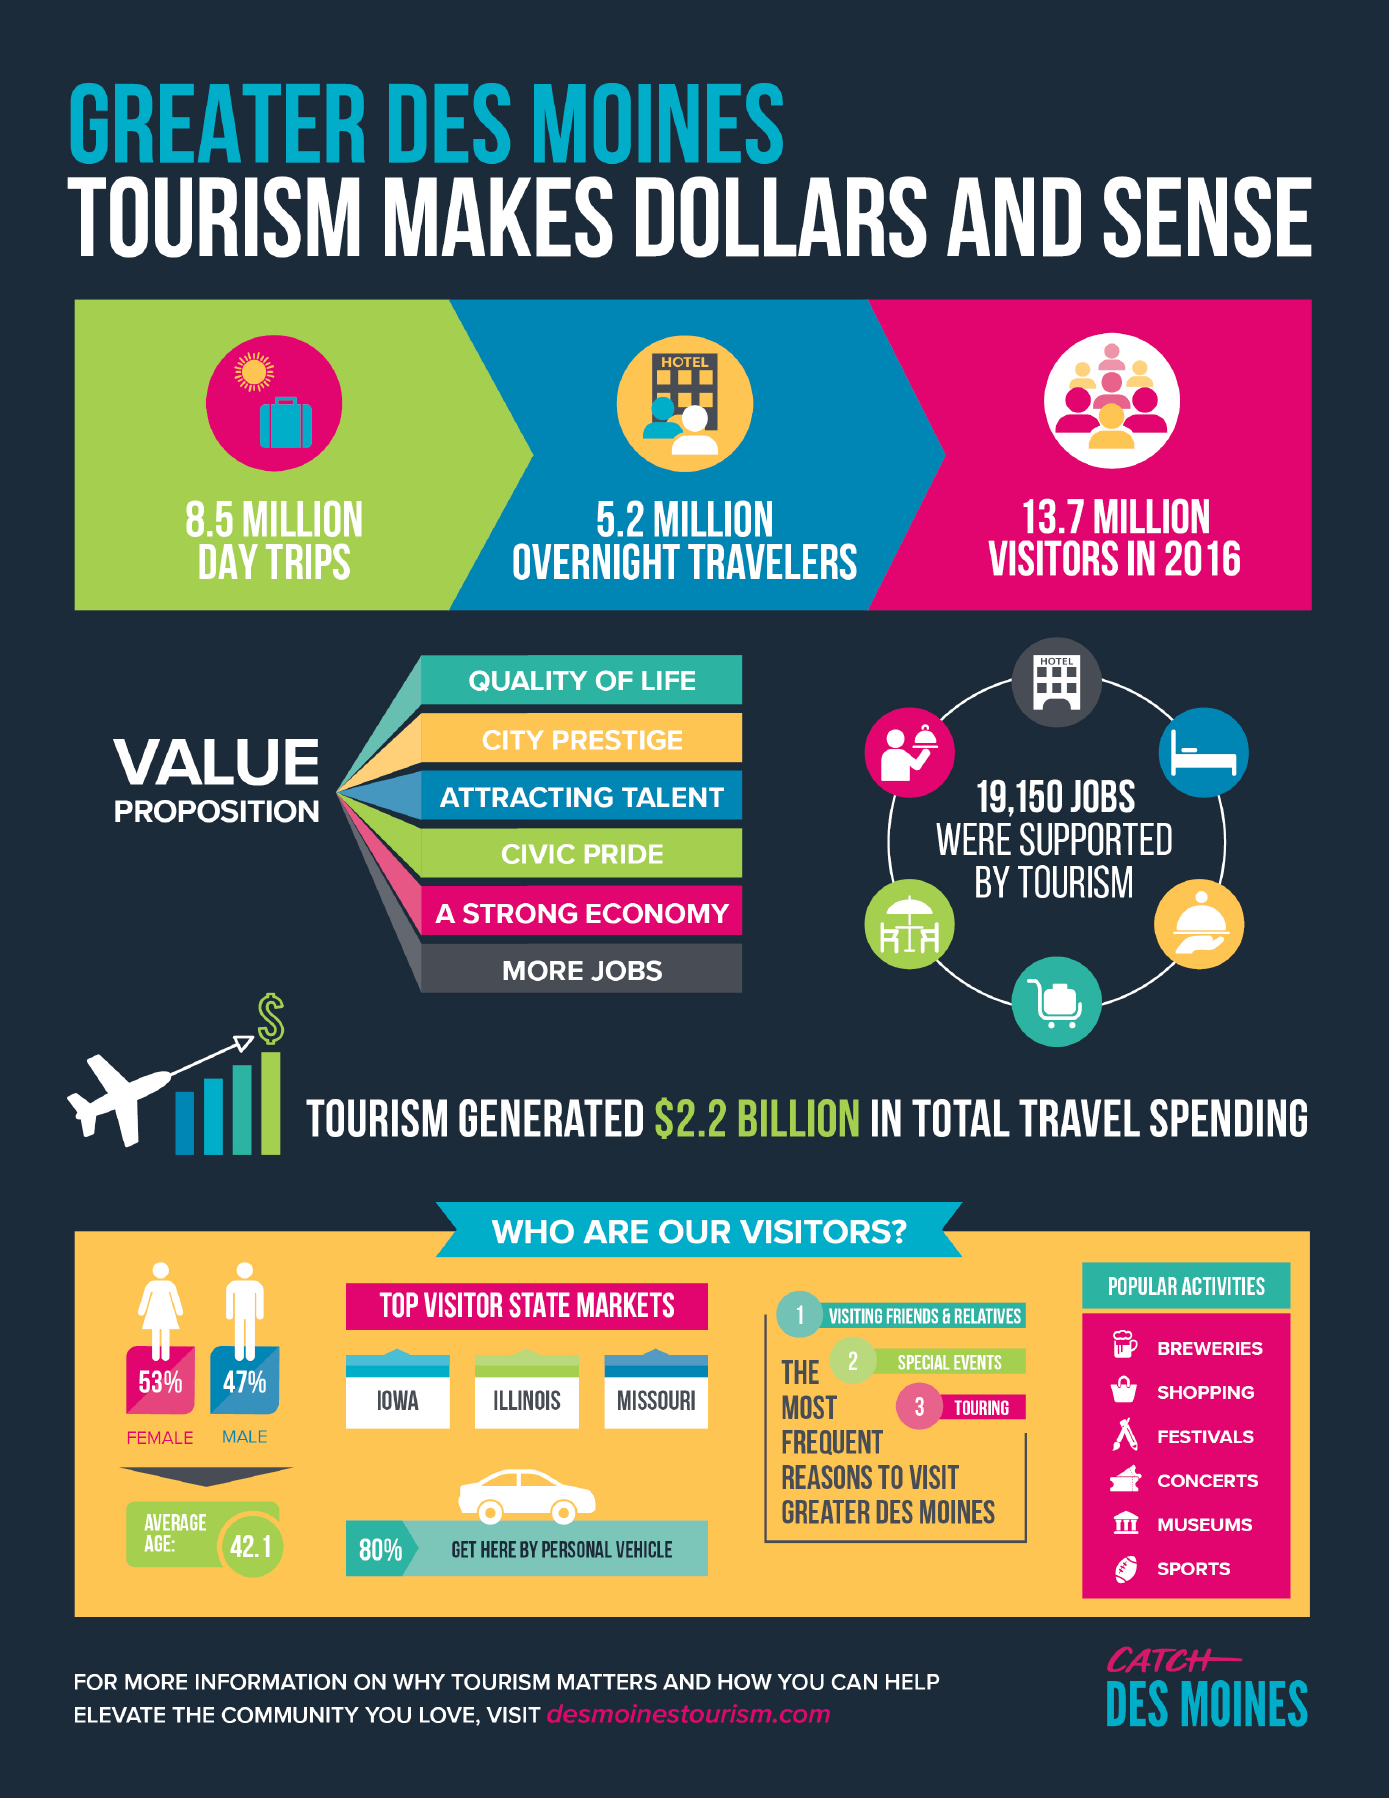 GREATER DES MOINES
TOURISM MAKES DOLLARS AND SENSE
8.5 MILLION
DAY TRIPS
HOTEL
5.2 MILLION
OVERNIGHT TRAVELERS
13.7 MILLION
VISITORS IN 2016
VALUE
PROPOSITION
QUALITY OF LIFE
CITY PRESTIGE
ATTRACTING TALENT
CIVIC PRIDE
A STRONG ECONOMY
MORE JOBS
HOTEL
19,150 JOBS
WERE SUPPORTED
BY TOURISM
$
TOURISM GENERATED $2.2 BILLION IN TOTAL TRAVEL SPENDING
WHO ARE OUR VISITORS?
53%
47%
FEMALE
MALE
AVERAGE
AGE:
42.1
TOP VISITOR STATE MARKETS
IOWA
ILLINOIS
MISSOURI
80%
GET HERE BY PERSONAL VEHICLE
1 VISITING FRIENDS & RELATIVES
2 SPECIAL EVENTS
3 TOURING
THE
MOST
FREQUENT
REASONS TO VISIT
GREATER DES MOINES
POPULAR ACTIVITIES
BREWERIES
SHOPPING
FESTIVALS
CONCERTS
MUSEUMS
SPORTS
FOR MORE INFORMATION ON WHY TOURISM MATTERS AND HOW YOU CAN HELP
ELEVATE THE COMMUNITY YOU LOVE, VISIT desmoinestourism.com
CATCH
DES MOINES